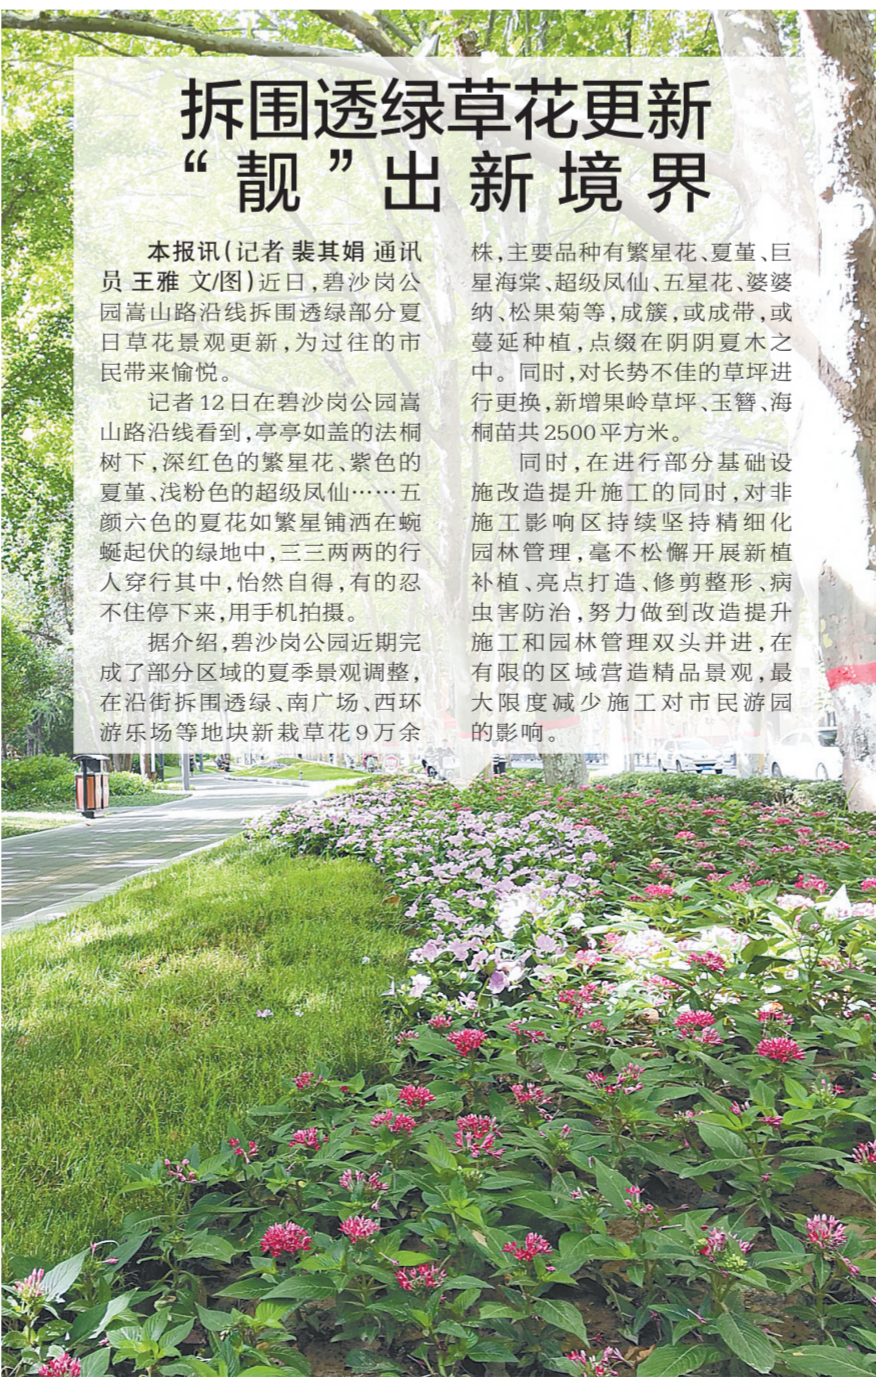 拆围透绿草花更新
“靓”出新境界
本报讯(记者 裴其娟 通讯
员 王雅 文/图)近日,碧沙岗公
园嵩山路沿线拆围透绿部分夏
日草花景观更新,为过往的市
民带来愉悦。
记者12日在碧沙岗公园嵩
山路沿线看到,亭亭如盖的法桐
树下,深红色的繁星花、紫色的
夏堇、浅粉色的超级凤仙……五
颜六色的夏花如繁星铺洒在蜿
蜒起伏的绿地中,三三两两的行
人穿行其中,怡然自得,有的忍
不住停下来,用手机拍摄。
据介绍,碧沙岗公园近期完
成了部分区域的夏季景观调整,
在沿街拆围透绿、南广场、西环
游乐场等地块新栽草花9万余
株,主要品种有繁星花、夏堇、巨
星海棠、超级凤仙、五星花、婆婆
纳、松果菊等,成簇,或成带,或
蔓延种植,点缀在阴阴夏木之
中。同时,对长势不佳的草坪进
行更换,新增果岭草坪、玉簪、海
桐苗共2500平方米。
同时,在进行部分基础设
施改造提升施工的同时,对非
施工影响区持续坚持精细化
园林管理,毫不松懈开展新植
补植、亮点打造、修剪整形、病
虫害防治,努力做到改造提升
施工和园林管理双头并进,在
有限的区域营造精品景观,最
大限度减少施工对市民游园
的影响。